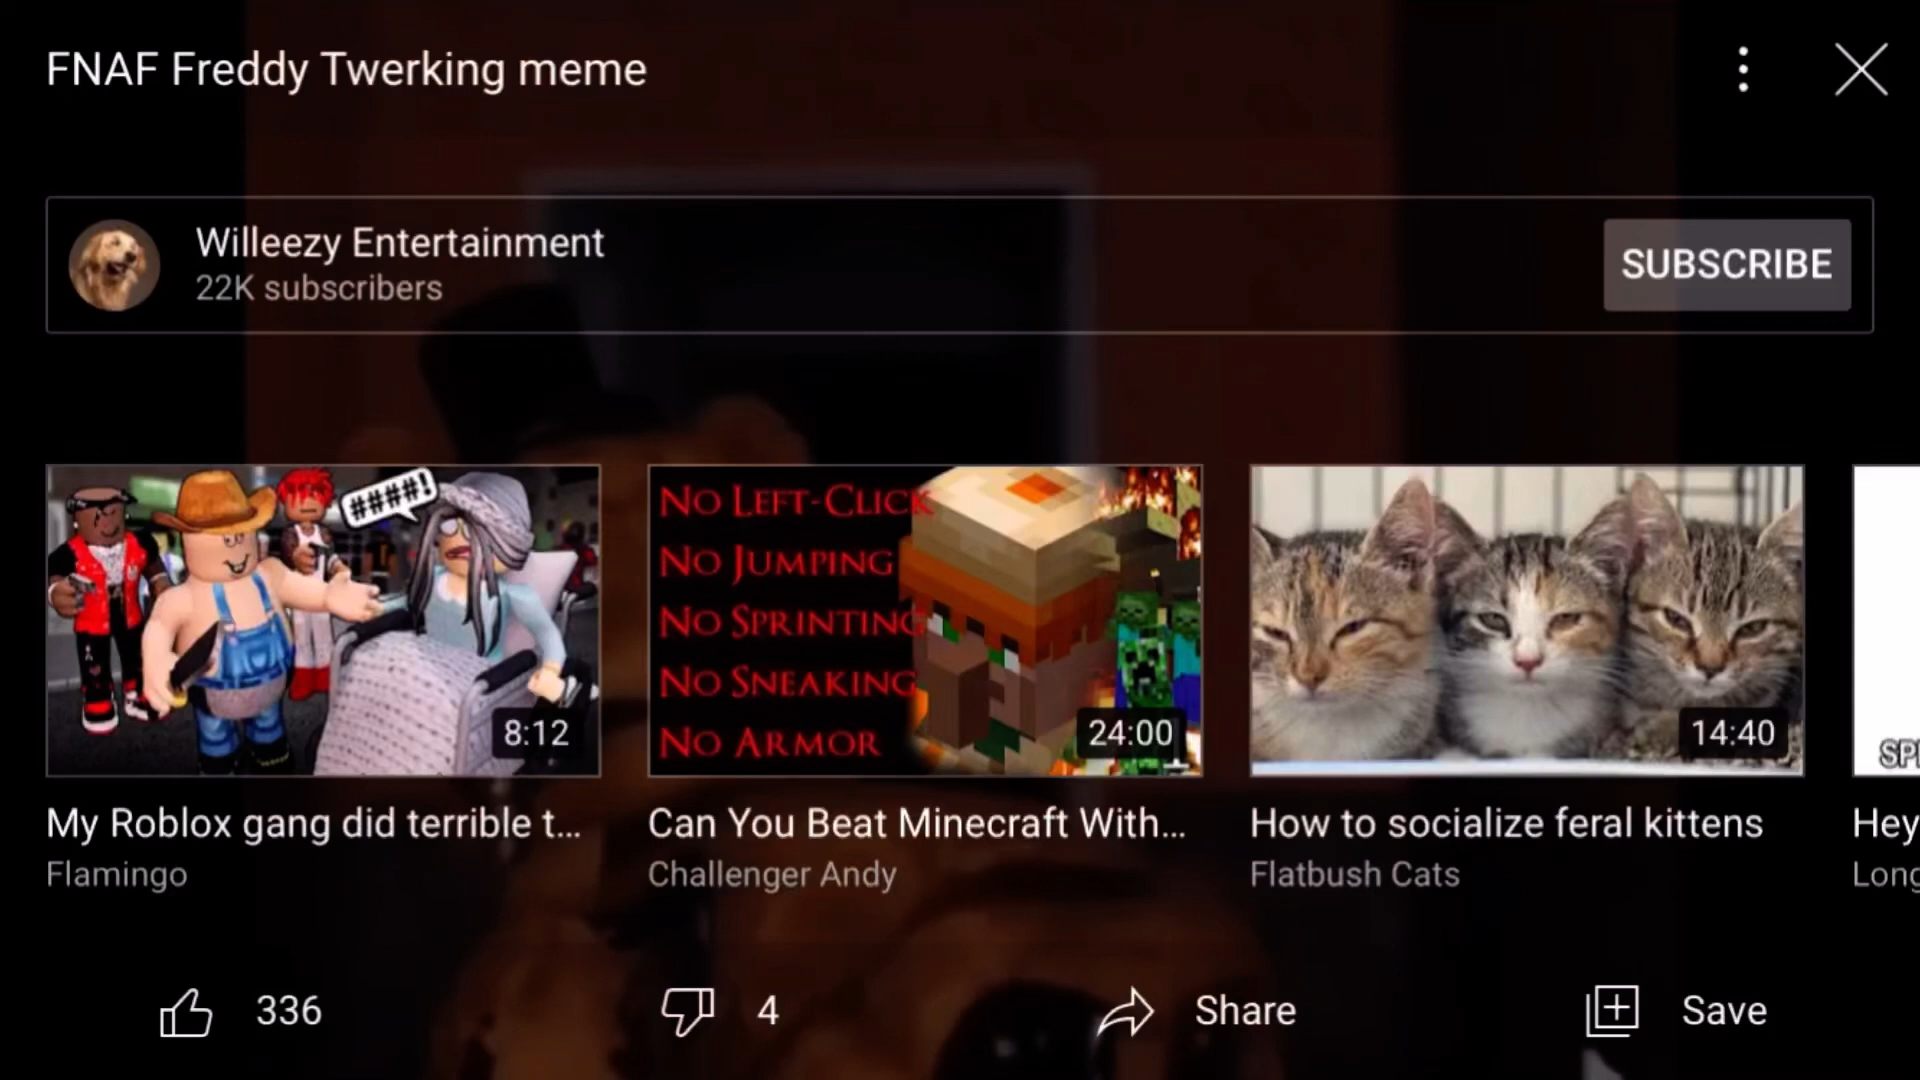 FNAF Freddy Twerking meme
Willeezy Entertainment
22K subscribers
SUBSCRIBE
####!
8:12
NO LEFT-CLICK
NO JUMPING
NO SPRINTING
NO SNEAKING
NO ARMOR
24:00
14:40
SPI
My Roblox gang did terrible t...
Flamingo
Can You Beat Minecraft With...
Challenger Andy
How to socialize feral kittens
Flatbush Cats
Hey
Long
336
4
Share
Save